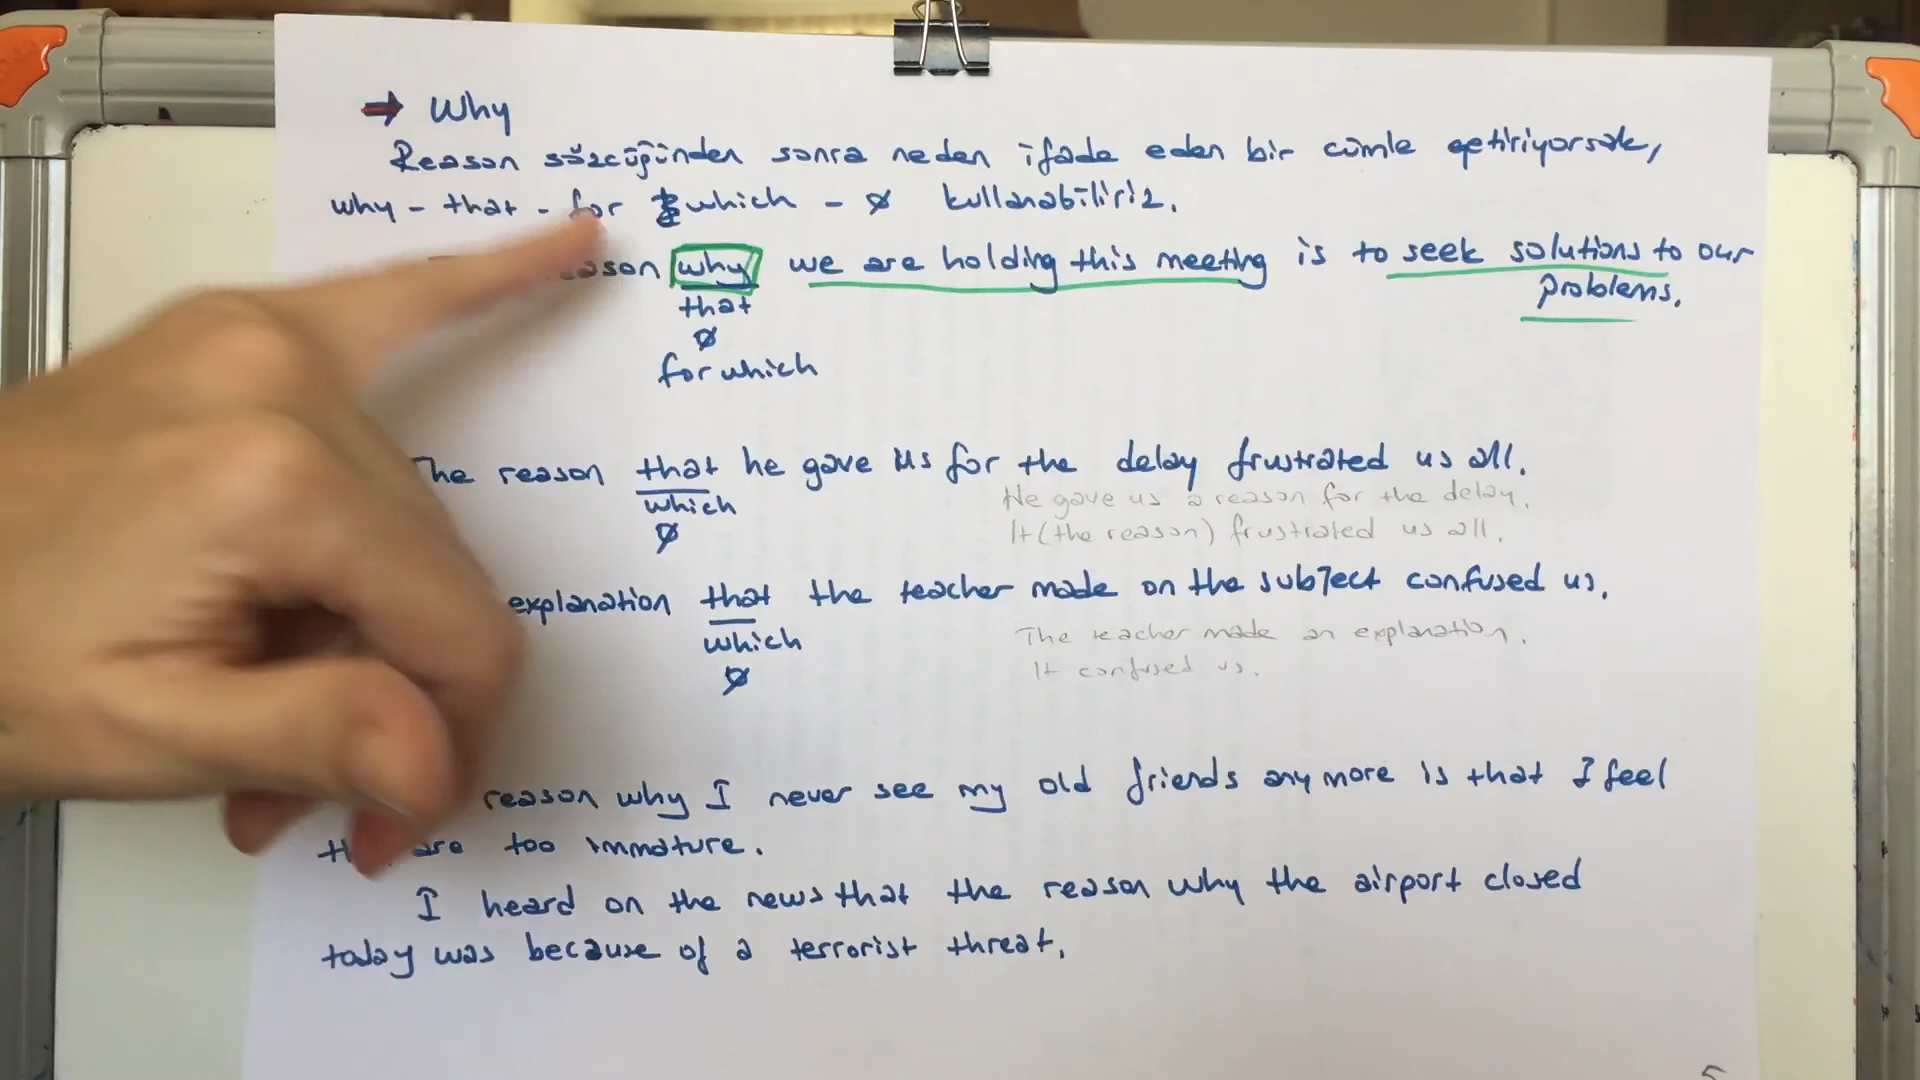 → Why
Reason sözcüğünden sonra neden ifade eden bir cümle getiriyorsak,
why - that - for which - ø kullanabiliriz.
why we are holding this meeting is to seek solutions to our
problems.
that
ø
for which
The reason that he gave us for the delay frustrated us all.
which
He gave us a reason for the delay.
ø
It (the reason) frustrated us all.
explanation that the teacher made on the subject confused us.
which
The teacher made an explanation.
ø
It confused us.
reason why I never see my old friends any more is that I feel
are too immature.
I heard on the news that the reason why the airport closed
today was because of a terrorist threat.